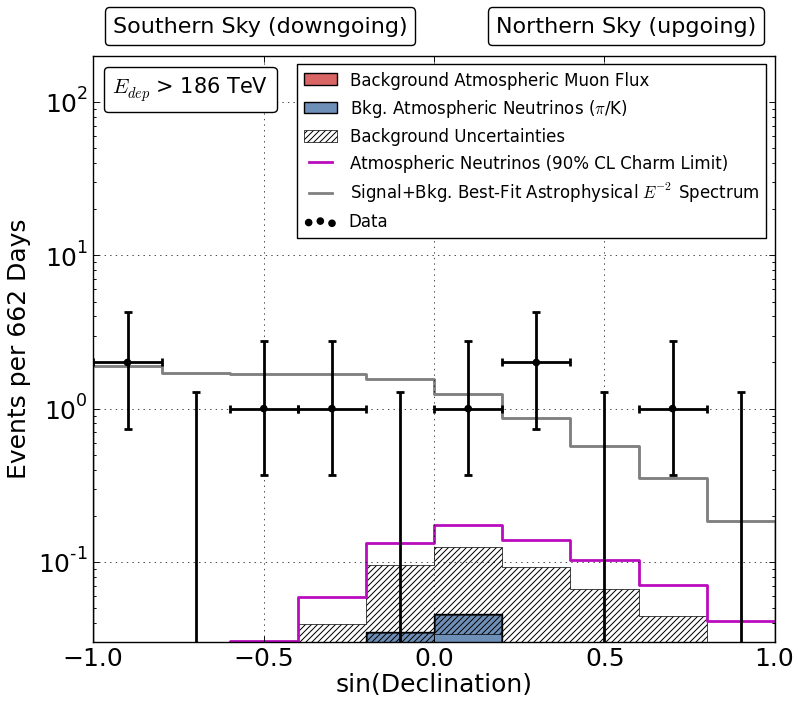 Southern Sky (downgoing)
Northern Sky (upgoing)
E_{dep} > 186 TeV
Background Atmospheric Muon Flux
Bkg. Atmospheric Neutrinos (π/K)
Background Uncertainties
Atmospheric Neutrinos (90% CL Charm Limit)
Signal+Bkg. Best-Fit Astrophysical E^{-2} Spectrum
Data
Events per 662 Days
10^{2}
10^{1}
10^{0}
10^{-1}
−1.0 −0.5 0.0 0.5 1.0
sin(Declination)